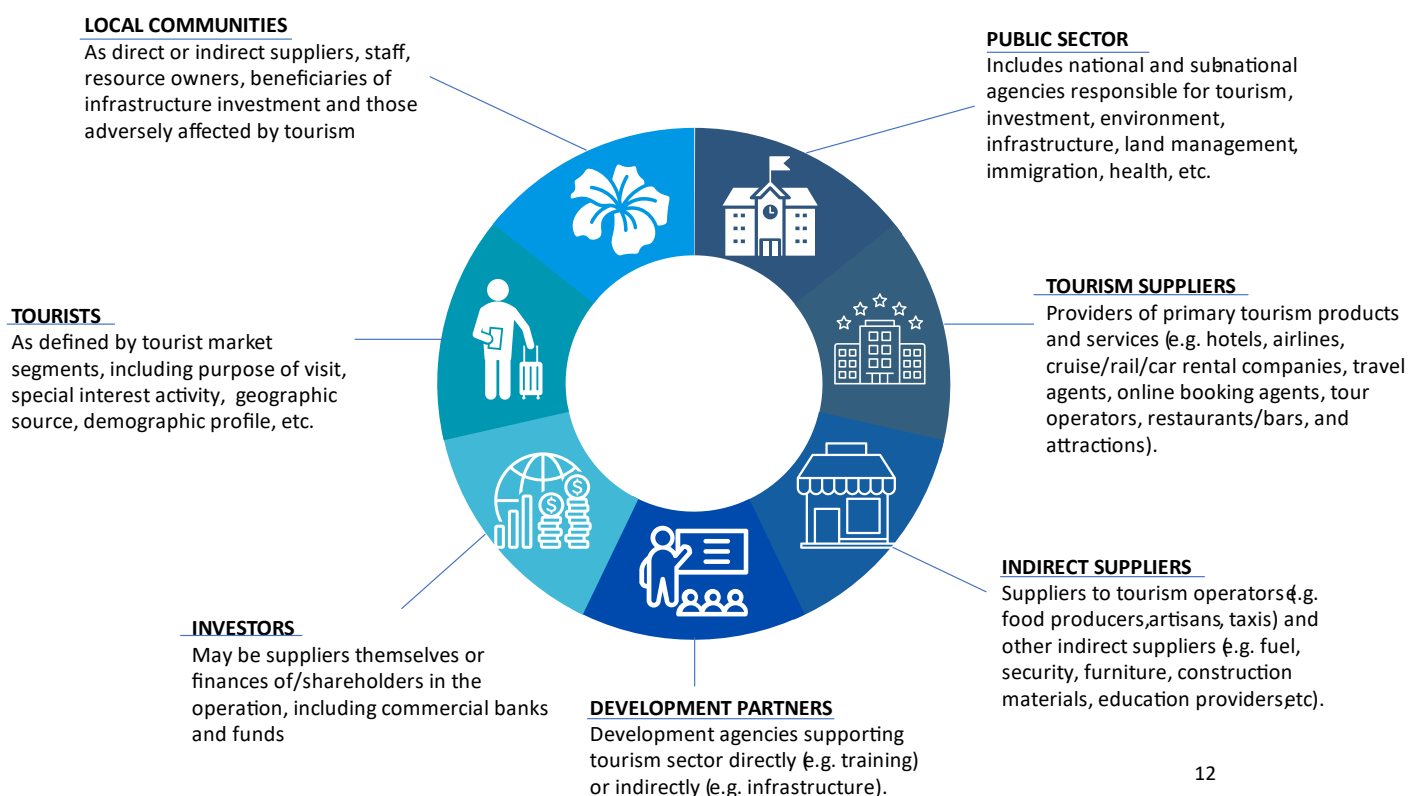 LOCAL COMMUNITIES
As direct or indirect suppliers, staff,
resource owners, beneficiaries of
infrastructure investment and those
adversely affected by tourism
PUBLIC SECTOR
Includes national and subnational
agencies responsible for tourism,
investment, environment,
infrastructure, land management,
immigration, health, etc.
TOURISTS
As defined by tourist market
segments, including purpose of visit,
special interest activity, geographic
source, demographic profile, etc.
TOURISM SUPPLIERS
Providers of primary tourism products
and services (e.g. hotels, airlines,
cruise/rail/car rental companies, travel
agents, online booking agents, tour
operators, restaurants/bars, and
attractions).
INVESTORS
May be suppliers themselves or
finances of/shareholders in the
operation, including commercial banks
and funds
DEVELOPMENT PARTNERS
Development agencies supporting
tourism sector directly (e.g. training)
or indirectly (e.g. infrastructure).
INDIRECT SUPPLIERS
Suppliers to tourism operators (e.g.
food producers, artisans, taxis) and
other indirect suppliers (e.g. fuel,
security, furniture, construction
materials, education providers, etc).
$
$
12